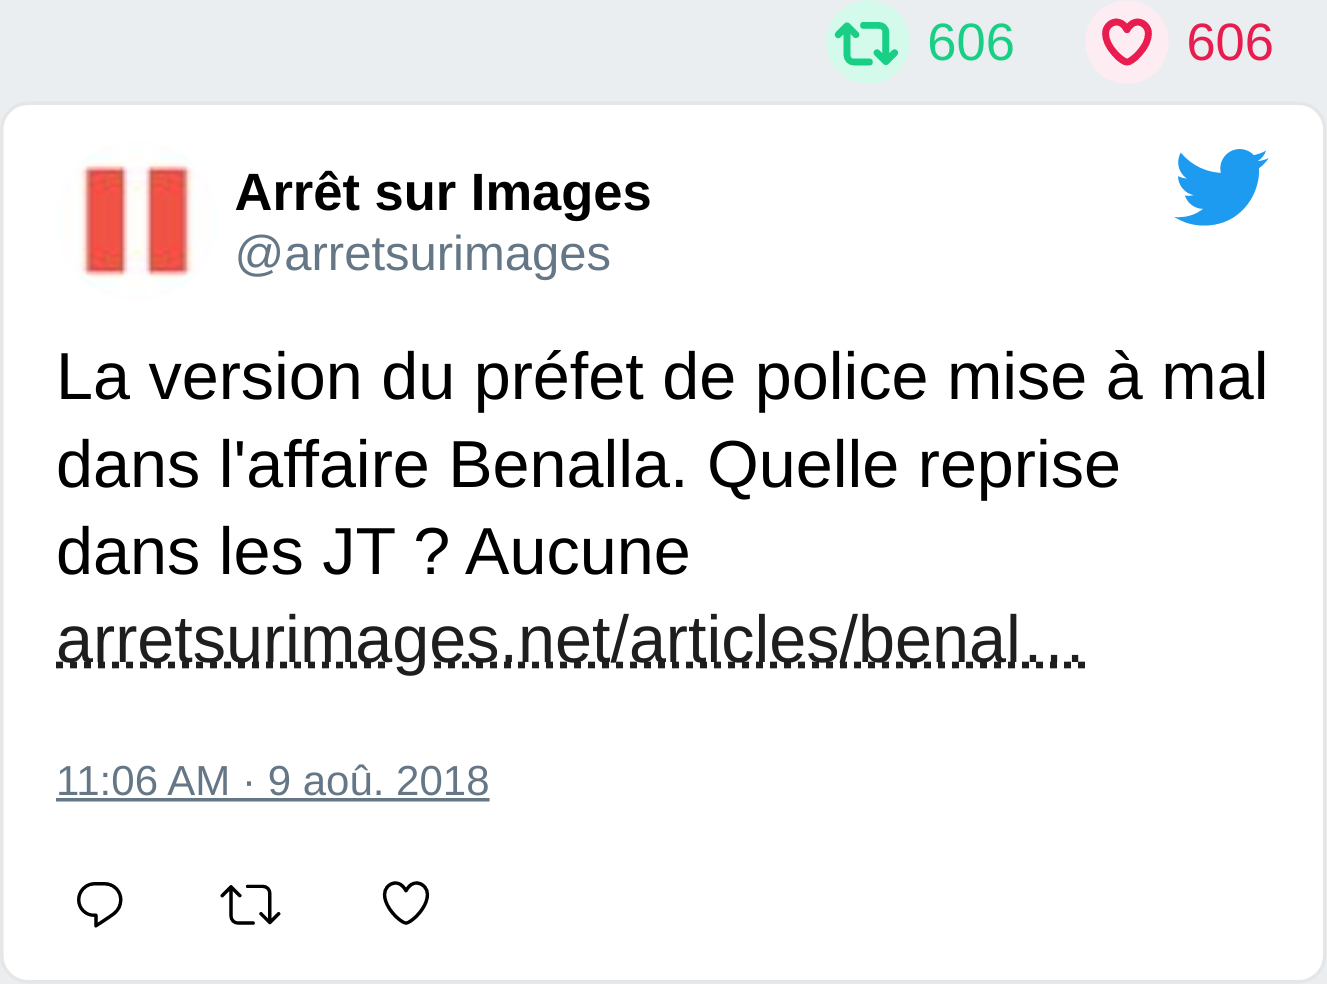 606 606
Arrêt sur Images
@arretsurimages
La version du préfet de police mise à mal
dans l'affaire Benalla. Quelle reprise
dans les JT ? Aucune
arretsurimages.net/articles/benal…
11:06 AM · 9 aoû. 2018